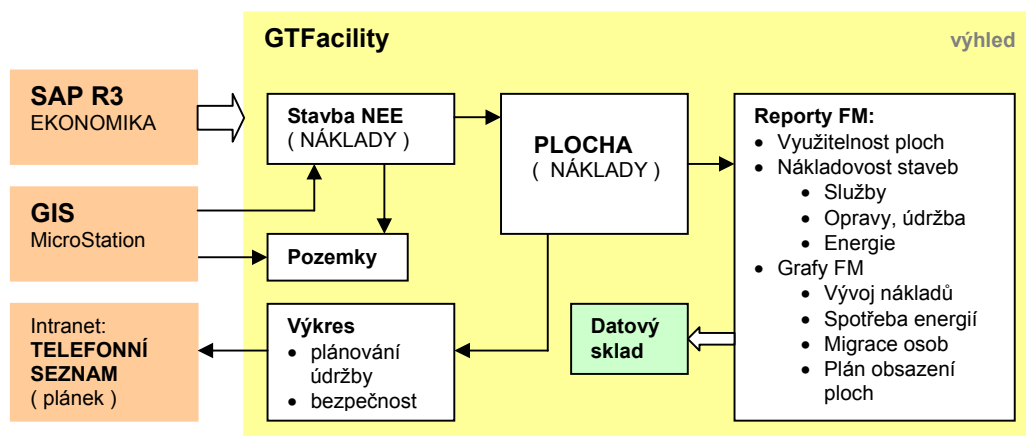 GTFacility
výhled
SAP R3
EKONOMIKA
GIS
MicroStation
Intranet:
TELEFONNÍ
SEZNAM
( plánek )
Stavba NEE
( NÁKLADY )
Pozemky
Výkres
• plánování
údržby
• bezpečnost
PLOCHA
( NÁKLADY )
Datový
sklad
Reporty FM:
• Využitelnost ploch
• Nákladovost staveb
• Služby
• Opravy, údržba
• Energie
• Grafy FM
• Vývoj nákladů
• Spotřeba energií
• Migrace osob
• Plán obsazení
ploch